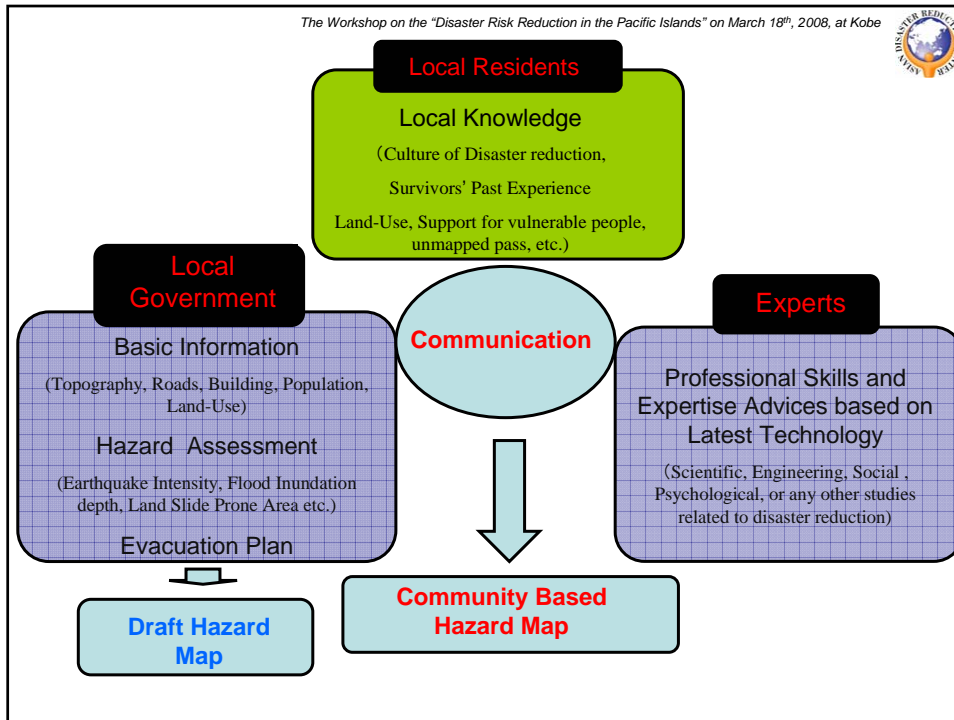 The Workshop on the “Disaster Risk Reduction in the Pacific Islands” on March 18th, 2008, at Kobe
ASIAN DISASTER REDUCTION CENTER
Local Residents
Local Knowledge
（Culture of Disaster reduction,
Survivors’ Past Experience
Land-Use, Support for vulnerable people,
unmapped pass, etc.)
Local
Government
Basic Information
(Topography, Roads, Building, Population,
Land-Use)
Hazard Assessment
(Earthquake Intensity, Flood Inundation
depth, Land Slide Prone Area etc.)
Evacuation Plan
Communication
Experts
Professional Skills and
Expertise Advices based on
Latest Technology
（Scientific, Engineering, Social ,
Psychological, or any other studies
related to disaster reduction)
Draft Hazard
Map
Community Based
Hazard Map